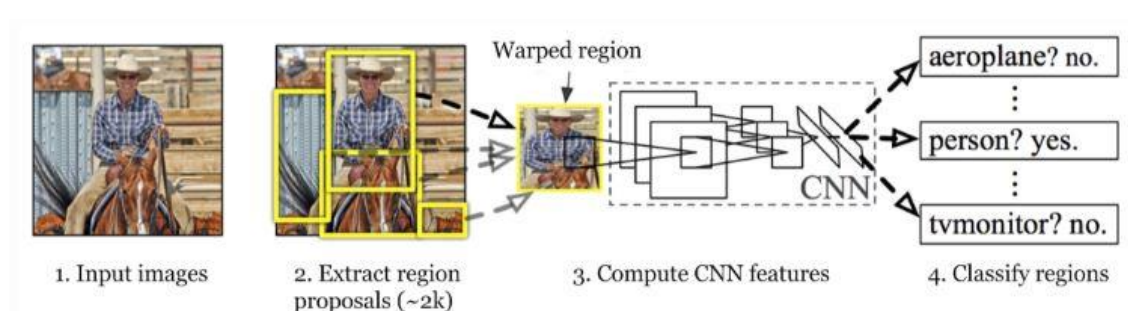 Warped region
aeroplane? no.
person? yes.
tvmonitor? no.
CNN
1. Input images
2. Extract region
proposals (~2k)
3. Compute CNN features
4. Classify regions